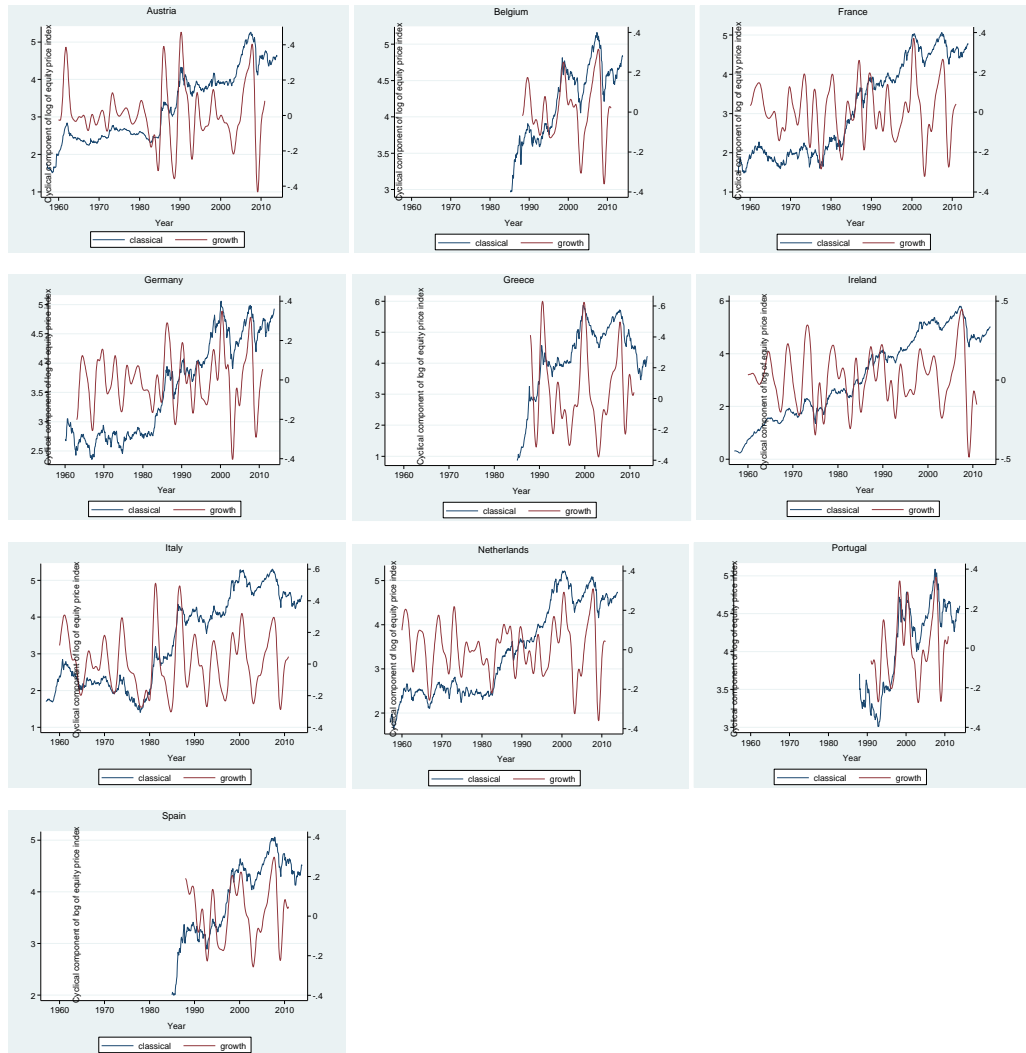 Austria
Cyclical component of log of equity price index
5
4
3
2
1
.4
.2
0
-.2
-.4
1960 1970 1980 1990 2000 2010
Year
classical growth
Belgium
Cyclical component of log of equity price index
5
4.5
4
3.5
3
.4
.2
0
-.2
-.4
1960 1970 1980 1990 2000 2010
Year
classical growth
France
Cyclical component of log of equity price index
5
4
3
2
1
.4
.2
0
-.2
-.4
1960 1970 1980 1990 2000 2010
Year
classical growth
Germany
Cyclical component of log of equity price index
5
4.5
4
3.5
3
2.5
.4
.2
0
-.2
-.4
1960 1970 1980 1990 2000 2010
Year
classical growth
Greece
Cyclical component of log of equity price index
6
5
4
3
2
1
.6
.4
.2
0
-.2
-.4
1960 1970 1980 1990 2000 2010
Year
classical growth
Ireland
Cyclical component of log of equity price index
6
4
2
0
.5
0
-.5
1960 1970 1980 1990 2000 2010
Year
classical growth
Italy
Cyclical component of log of equity price index
5
4
3
2
1
.6
.4
.2
0
-.2
-.4
1960 1970 1980 1990 2000 2010
Year
classical growth
Netherlands
Cyclical component of log of equity price index
5
4
3
2
.4
.2
0
-.2
-.4
1960 1970 1980 1990 2000 2010
Year
classical growth
Portugal
Cyclical component of log of equity price index
5
4.5
4
3.5
3
.4
.2
0
-.2
-.4
1960 1970 1980 1990 2000 2010
Year
classical growth
Spain
Cyclical component of log of equity price index
5
4
3
2
.4
.2
0
-.2
-.4
1960 1970 1980 1990 2000 2010
Year
classical growth